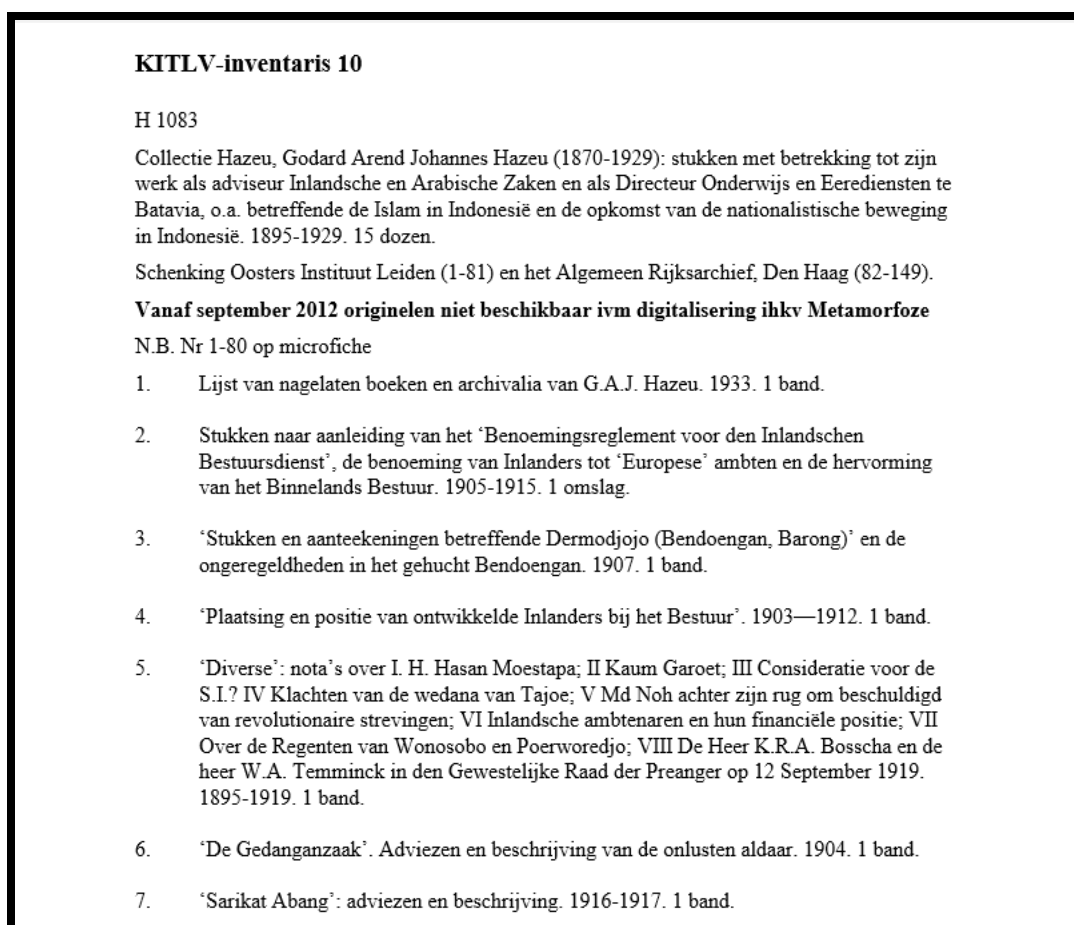 KITLV-inventaris 10
H 1083
Collectie Hazeu, Godard Arend Johannes Hazeu (1870-1929): stukken met betrekking tot zijn
werk als adviseur Inlandsche en Arabische Zaken en als Directeur Onderwijs en Eerediensten te
Batavia, o.a. betreffende de Islam in Indonesië en de opkomst van de nationalistische beweging
in Indonesië. 1895-1929. 15 dozen.
Schenking Oosters Instituut Leiden (1-81) en het Algemeen Rijksarchief, Den Haag (82-149).
Vanaf september 2012 originelen niet beschikbaar ivm digitalisering ihkv Metamorfoze
N.B. Nr 1-80 op microfiche
1. Lijst van nagelaten boeken en archivalia van G.A.J. Hazeu. 1933. 1 band.
2. Stukken naar aanleiding van het ‘Benoemingsreglement voor den Inlandschen
Bestuursdienst’, de benoeming van Inlanders tot ‘Europese’ ambten en de hervorming
van het Binnelands Bestuur. 1905-1915. 1 omslag.
3. ‘Stukken en aanteekeningen betreffende Dermodjojo (Bendoengan, Barong)’ en de
ongeregeldheden in het gehucht Bendoengan. 1907. 1 band.
4. ‘Plaatsing en positie van ontwikkelde Inlanders bij het Bestuur’. 1903—1912. 1 band.
5. ‘Diverse’: nota’s over I. H. Hasan Moestapa; II Kaum Garoet; III Consideratie voor de
S.I.? IV Klachten van de wedana van Tajoe; V Md Noh achter zijn rug om beschuldigd
van revolutionaire strevingen; VI Inlandsche ambtenaren en hun financiële positie; VII
Over de Regenten van Wonosobo en Poerworedjo; VIII De Heer K.R.A. Bosscha en de
heer W.A. Temminck in den Gewestelijke Raad der Preanger op 12 September 1919.
1895-1919. 1 band.
6. ‘De Gedanganzaak’. Adviezen en beschrijving van de onlusten aldaar. 1904. 1 band.
7. ‘Sarikat Abang’: adviezen en beschrijving. 1916-1917. 1 band.